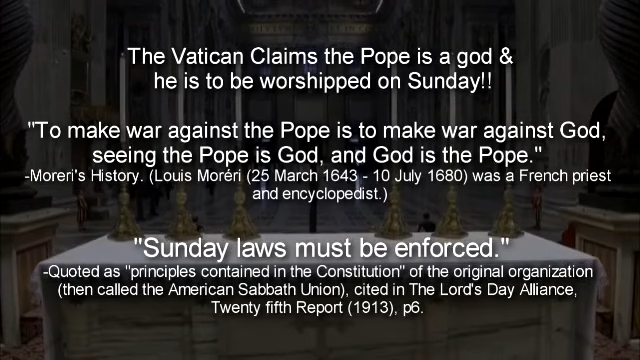 The Vatican Claims the Pope is a god &
he is to be worshipped on Sunday!!
"To make war against the Pope is to make war against God,
seeing the Pope is God, and God is the Pope."
-Moreri's History. (Louis Moréri (25 March 1643 - 10 July 1680) was a French priest
and encyclopedist.)
"Sunday laws must be enforced."
-Quoted as "principles contained in the Constitution" of the original organization
(then called the American Sabbath Union), cited in The Lord's Day Alliance,
Twenty fifth Report (1913), p6.